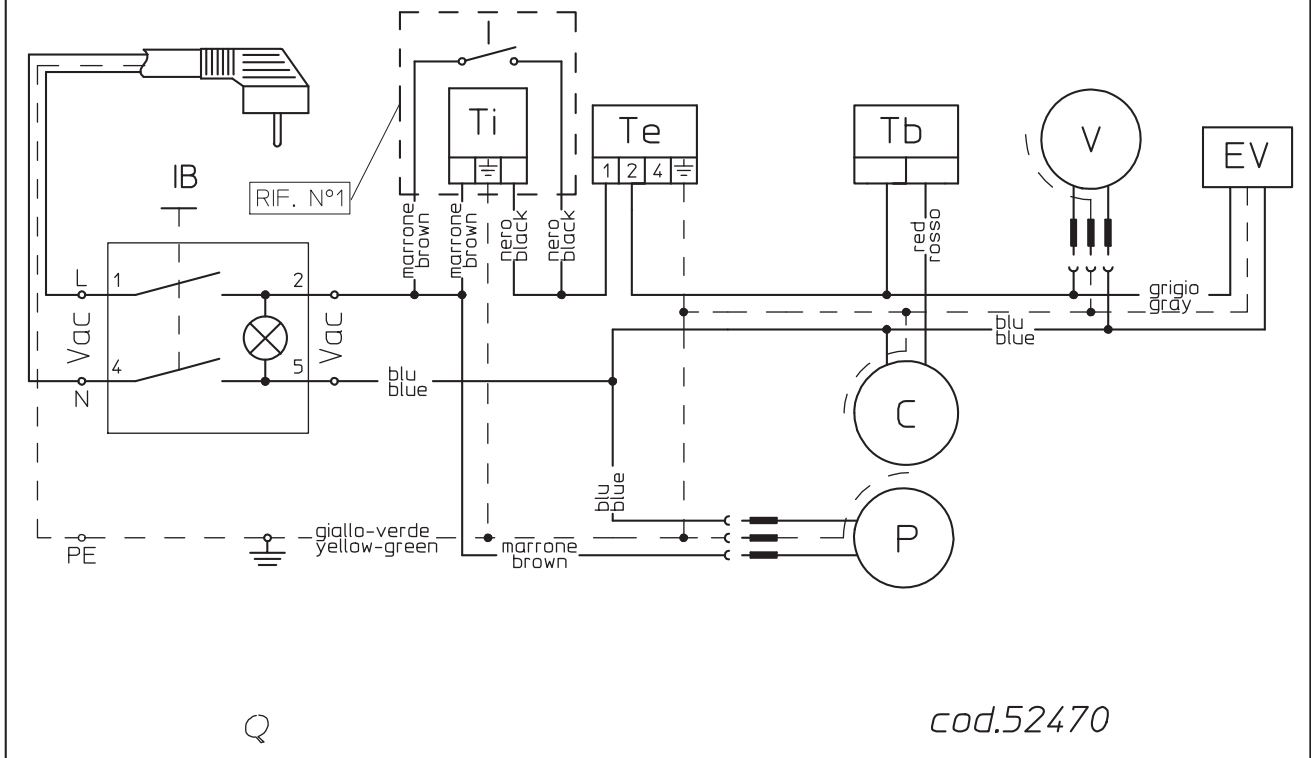 Ti
Te
1 2 4
Tb
V
EV
IB
RIF. N°1
marrone
brown
marrone
brown
nero
black
nero
black
red
rosso
L
1
2
Vac
Vac
4
5
N
grigio
gray
blu
blue
blu
blue
C
blu
blue
P
PE
giallo-verde
yellow-green
marrone
brown
Q
cod.52470